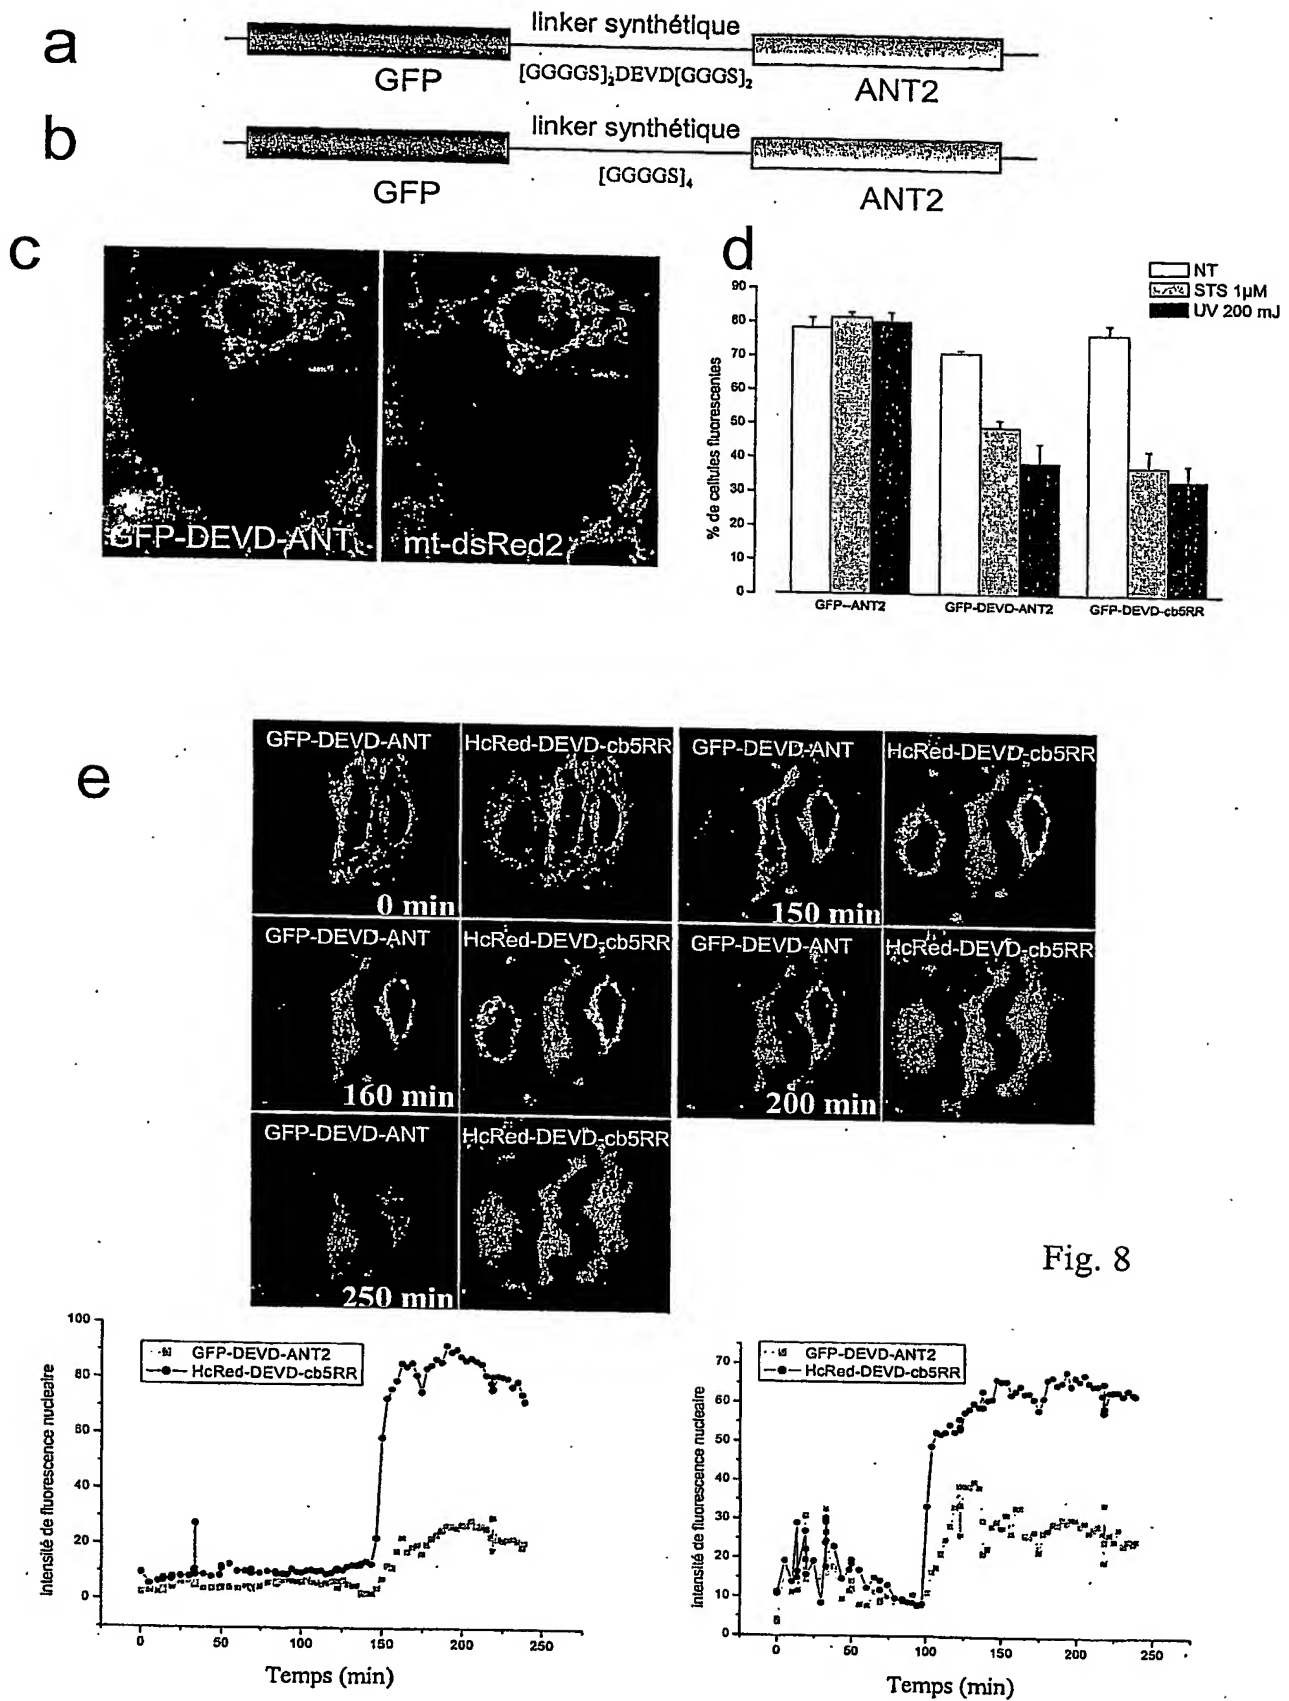 a
linker synthétique
GFP
[GGGGS]2DEVD[GGGS]2
ANT2
b
linker synthétique
GFP
[GGGGS]4
ANT2
c
GFP-DEVD-ANT
mt-dsRed2
d
NT
STS 1µM
UV 200 mJ
90
80
70
60
50
40
30
20
10
0
% de cellules fluorescentes
GFP–ANT2
GFP-DEVD-ANT2
GFP-DEVD-cb5RR
e
GFP-DEVD-ANT
HcRed-DEVD-cb5RR
GFP-DEVD-ANT
HcRed-DEVD-cb5RR
0 min
150 min
GFP-DEVD-ANT
HcRed-DEVD-cb5RR
GFP-DEVD-ANT
HcRed-DEVD-cb5RR
160 min
200 min
GFP-DEVD-ANT
HcRed-DEVD-cb5RR
250 min
Fig. 8
100
80
60
40
20
0
Intensité de fluorescence nucleaire
GFP-DEVD-ANT2
HcRed-DEVD-cb5RR
0
50
100
150
200
250
Temps (min)
70
60
50
40
30
20
10
0
Intensité de fluorescence nucleaire
GFP-DEVD-ANT2
HcRed-DEVD-cb5RR
0
50
100
150
200
250
Temps (min)